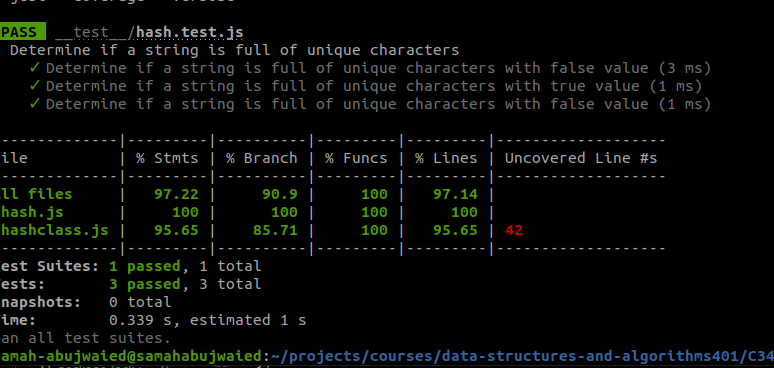 PASS __test__/hash.test.js
Determine if a string is full of unique characters
✓ Determine if a string is full of unique characters with false value (3 ms)
✓ Determine if a string is full of unique characters with true value (1 ms)
✓ Determine if a string is full of unique characters with false value (1 ms)
-------------|---------|----------|---------|---------|-------------------
ile | % Stmts | % Branch | % Funcs | % Lines | Uncovered Line #s
-------------|---------|----------|---------|---------|-------------------
ll files | 97.22 | 90.9 | 100 | 97.14 |
hash.js | 100 | 100 | 100 | 100 |
hashclass.js | 95.65 | 85.71 | 100 | 95.65 | 42
-------------|---------|----------|---------|---------|-------------------
est Suites: 1 passed, 1 total
ests: 3 passed, 3 total
napshots: 0 total
ime: 0.339 s, estimated 1 s
an all test suites.
amah-abujwaied@samahabujwaied:~/projects/courses/data-structures-and-algorithms401/C34